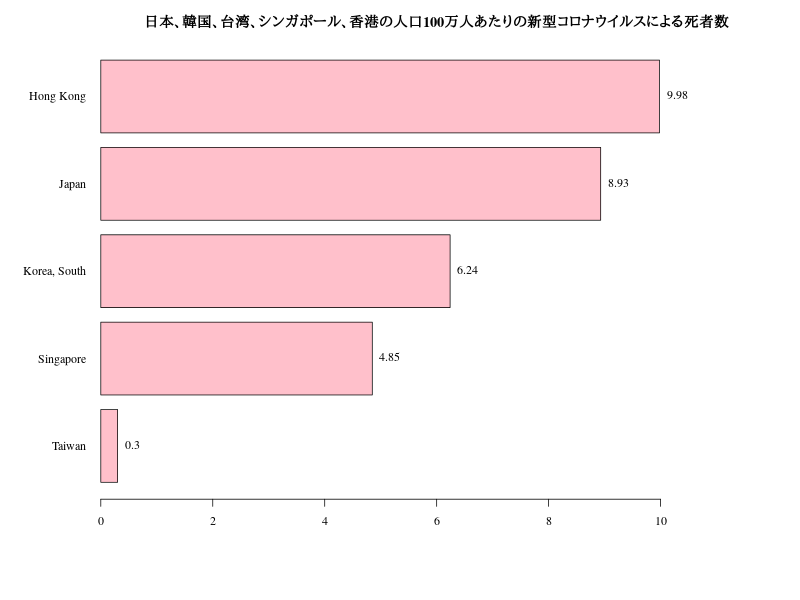 日本、韓国、台湾、シンガポール、香港の人口100万人あたりの新型コロナウイルスによる死者数
Hong Kong 9.98
Japan 8.93
Korea, South 6.24
Singapore 4.85
Taiwan 0.3
0 2 4 6 8 10